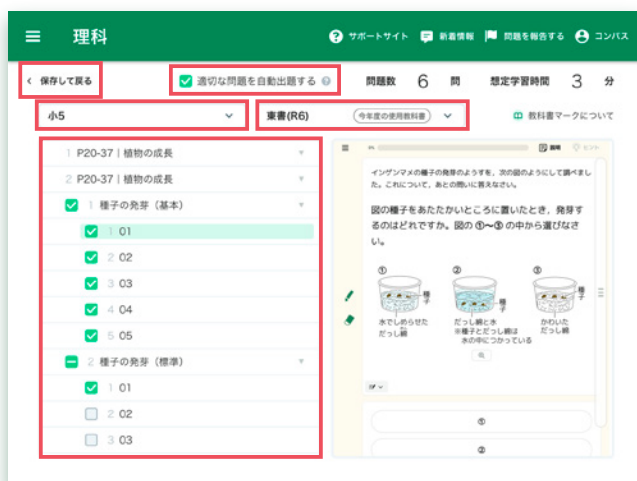 理科
サポートサイト 新着情報 問題を報告する コンパス
保存して戻る 適切な問題を自動出題する 問題数 6 問 想定学習時間 3 分
小5 東書(R6) 今年度の使用教科書 教科書マークについて
1 P20-37 | 植物の成長
2 P20-37 | 植物の成長
1 種子の発芽（基本）
1 01
2 02
3 03
4 04
5 05
2 種子の発芽（標準）
1 01
2 02
3 03
説明 ヒント
インゲンマメの種子の発芽のようすを、次の図のようにして調べまし
た。これについて、あとの問いに答えなさい。
図の種子をあたたかいところに置いたとき，発芽す
るのはどれですか。図の ①～③ の中から選びなさ
い。
① ② ③
種子 種子 種子
水でしめらせた
だっし綿
だっし綿と水
※種子とだっし綿は
水の中につかっている
かわいた
だっし綿
①
②